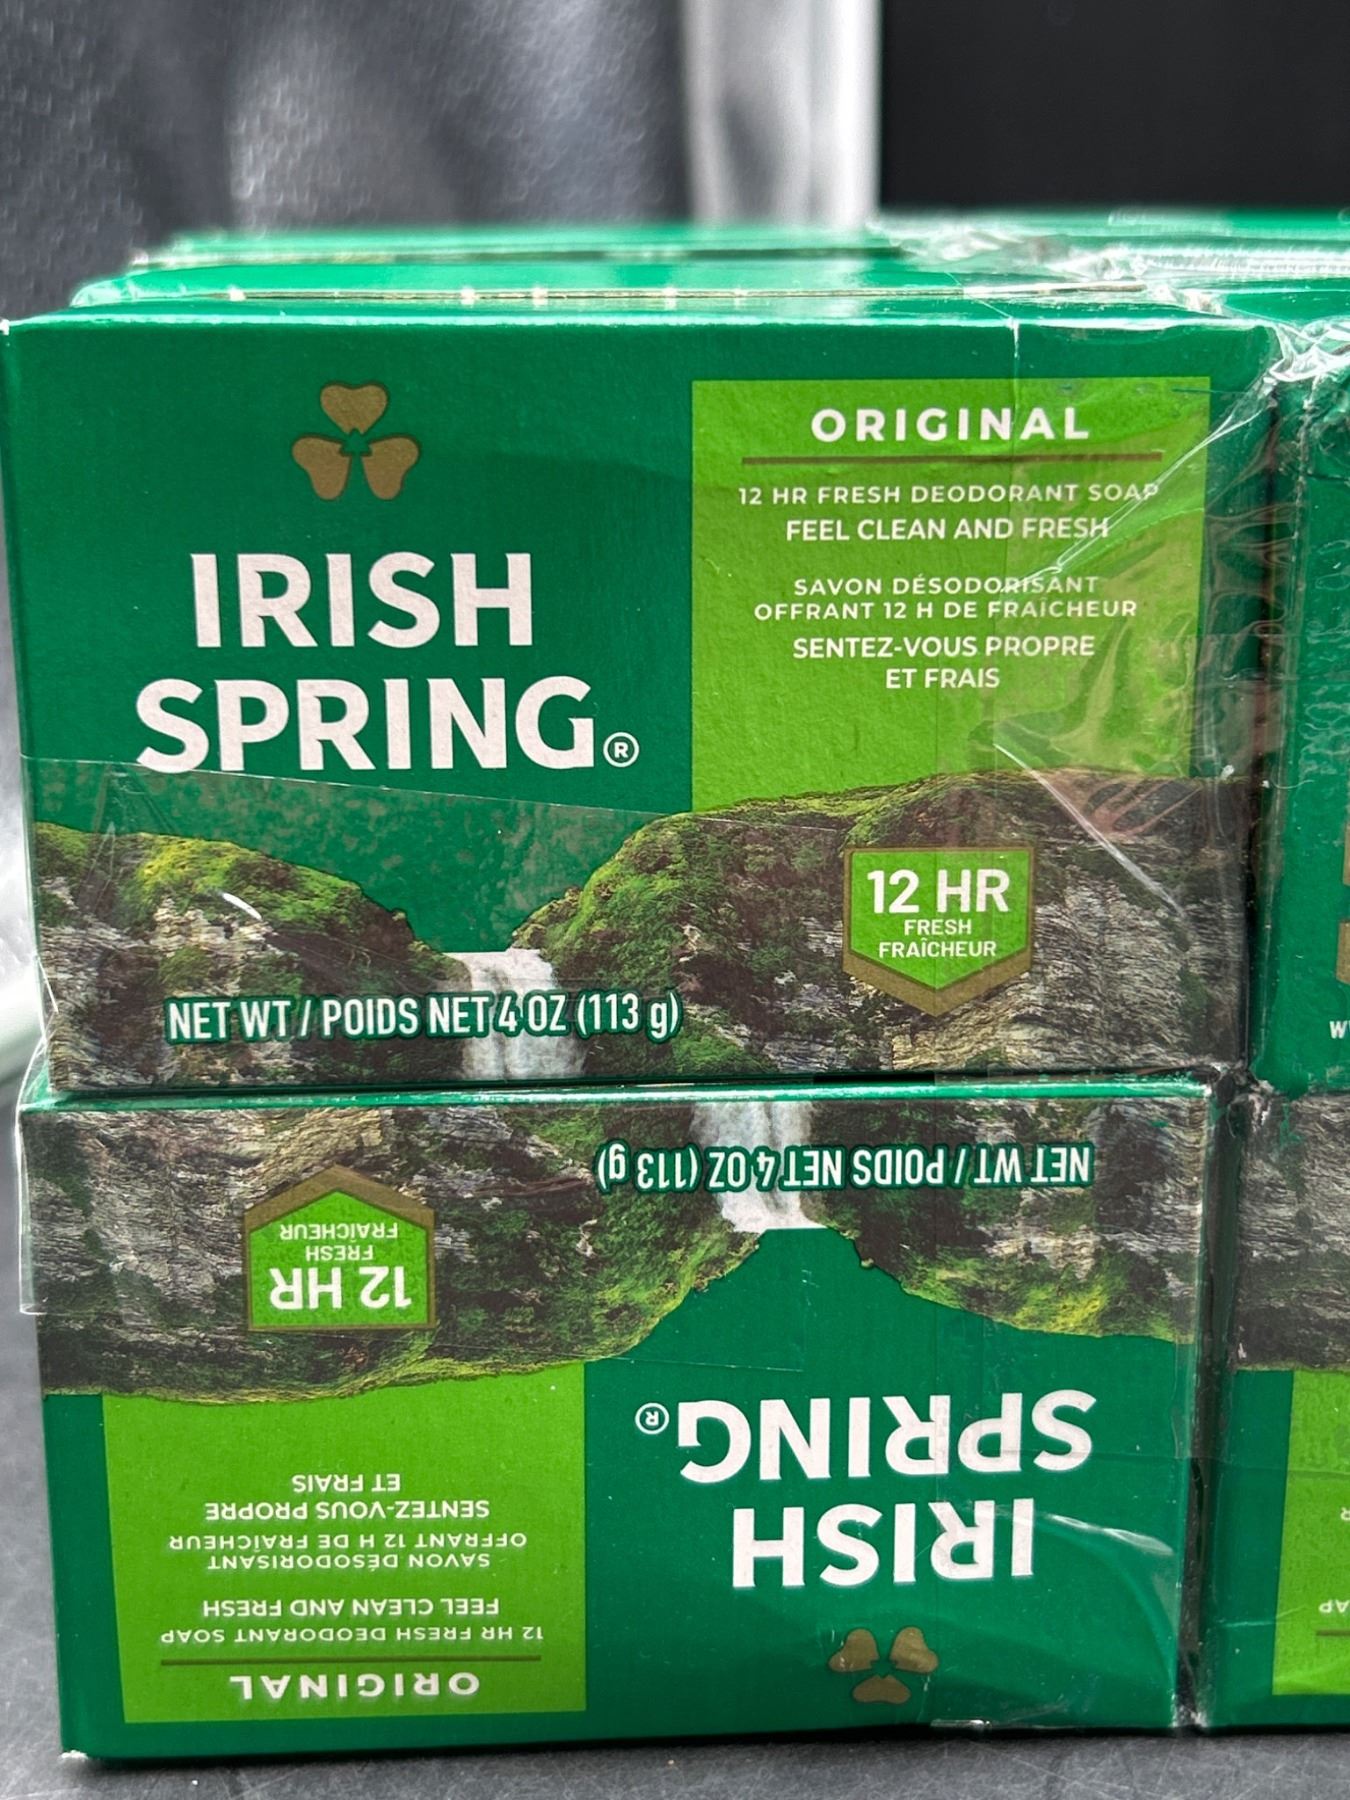 ORIGINAL
12 HR FRESH DEODORANT SOAP
FEEL CLEAN AND FRESH
SAVON DÉSODORISANT
OFFRANT 12 H DE FRAÎCHEUR
SENTEZ-VOUS PROPRE
ET FRAIS
IRISH
SPRING®
12 HR
FRESH
FRAÎCHEUR
NET WT / POIDS NET 4 OZ (113 g)
NET WT / POIDS NET 4 OZ (113 g)
12 HR
FRESH
FRAÎCHEUR
IRISH
SPRING®
ORIGINAL
12 HR FRESH DEODORANT SOAP
FEEL CLEAN AND FRESH
SAVON DÉSODORISANT
OFFRANT 12 H DE FRAÎCHEUR
SENTEZ-VOUS PROPRE
ET FRAIS